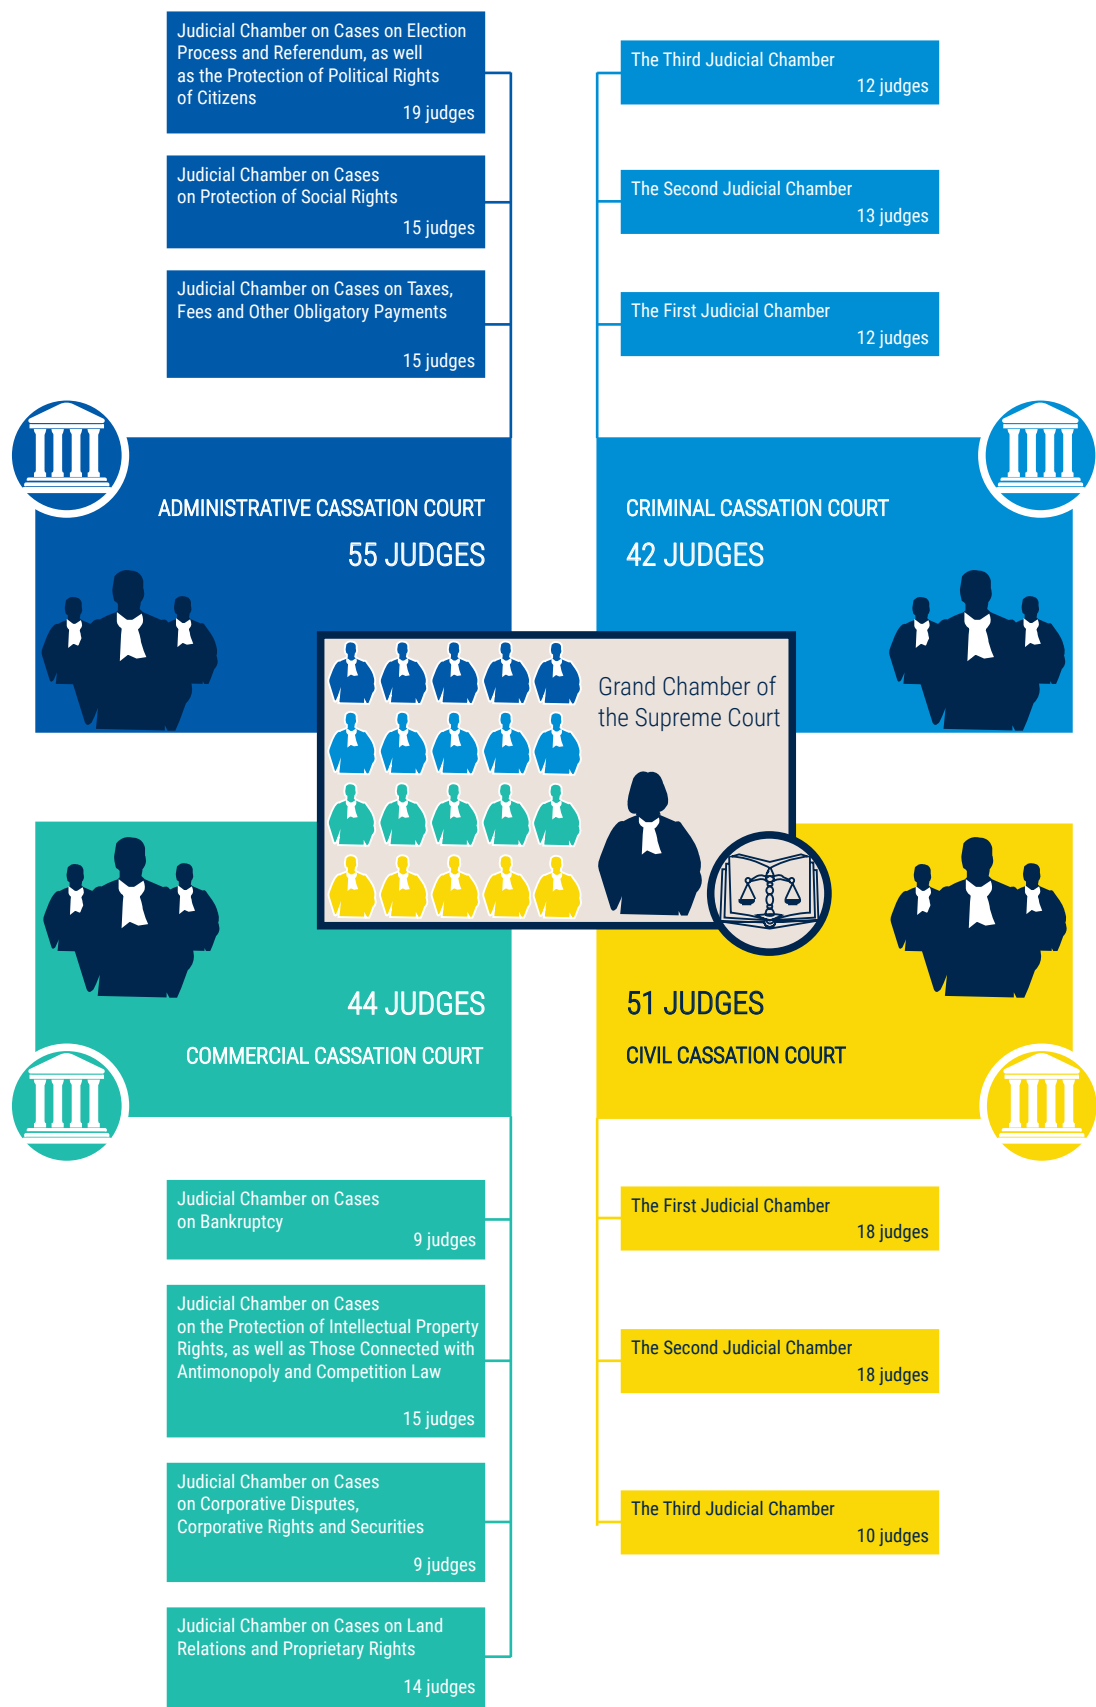 Judicial Chamber on Cases on Election
Process and Referendum, as well
as the Protection of Political Rights
of Citizens
19 judges
Judicial Chamber on Cases
on Protection of Social Rights
15 judges
Judicial Chamber on Cases on Taxes,
Fees and Other Obligatory Payments
15 judges
The Third Judicial Chamber
12 judges
The Second Judicial Chamber
13 judges
The First Judicial Chamber
12 judges
ADMINISTRATIVE CASSATION COURT
55 JUDGES
CRIMINAL CASSATION COURT
42 JUDGES
Grand Chamber of
the Supreme Court
44 JUDGES
COMMERCIAL CASSATION COURT
51 JUDGES
CIVIL CASSATION COURT
Judicial Chamber on Cases
on Bankruptcy
9 judges
Judicial Chamber on Cases
on the Protection of Intellectual Property
Rights, as well as Those Connected with
Antimonopoly and Competition Law
15 judges
Judicial Chamber on Cases
on Corporative Disputes,
Corporative Rights and Securities
9 judges
Judicial Chamber on Cases on Land
Relations and Proprietary Rights
14 judges
The First Judicial Chamber
18 judges
The Second Judicial Chamber
18 judges
The Third Judicial Chamber
10 judges